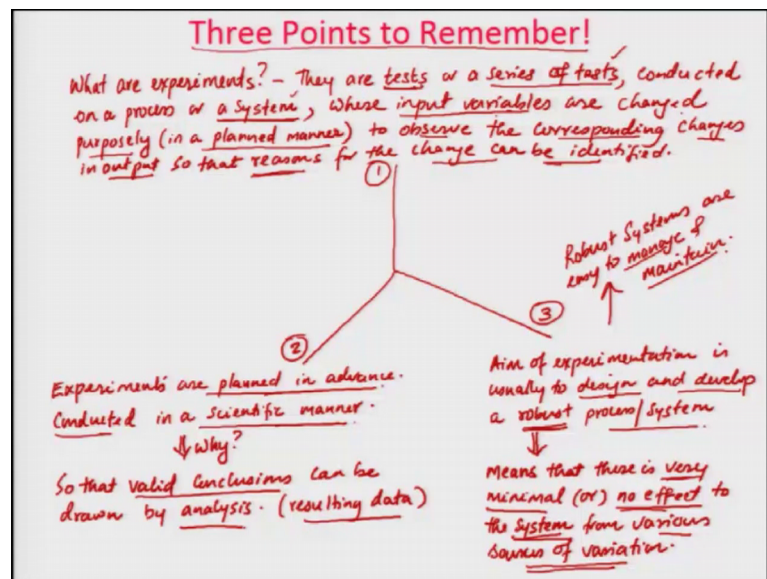 Three Points to Remember!
What are experiments? - They are tests or a series of tests, conducted
on a process or a system, where input variables are changed
purposely (in a planned manner) to observe the corresponding changes
in output so that reasons for the change can be identified.
①
②
Experiments are planned in advance.
Conducted in a scientific manner.
⇓ Why?
So that valid conclusions can be
drawn by analysis. (resulting data)
③
Robust Systems are
easy to manage &
maintain.
Aim of experimentation is
usually to design and develop
a robust process/system
Means that there is very
minimal (or) no effect to
the system from various
sources of variation.